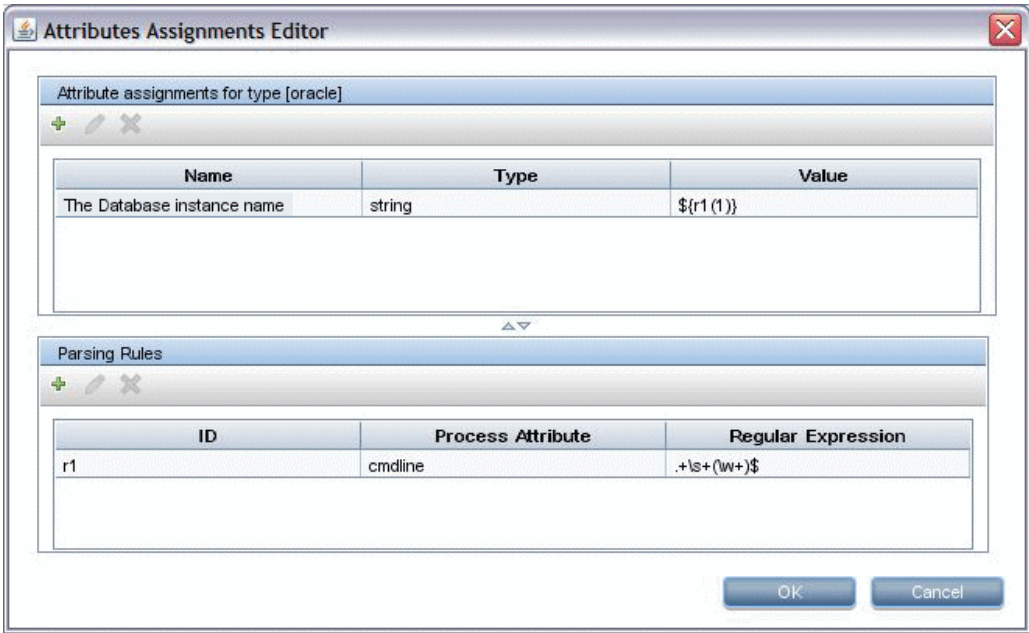 Attributes Assignments Editor
Attribute assignments for type [oracle]
Name Type Value
The Database instance name string ${r1(1)}
Parsing Rules
ID Process Attribute Regular Expression
r1 cmdline .+\s+(\w+)$
OK Cancel